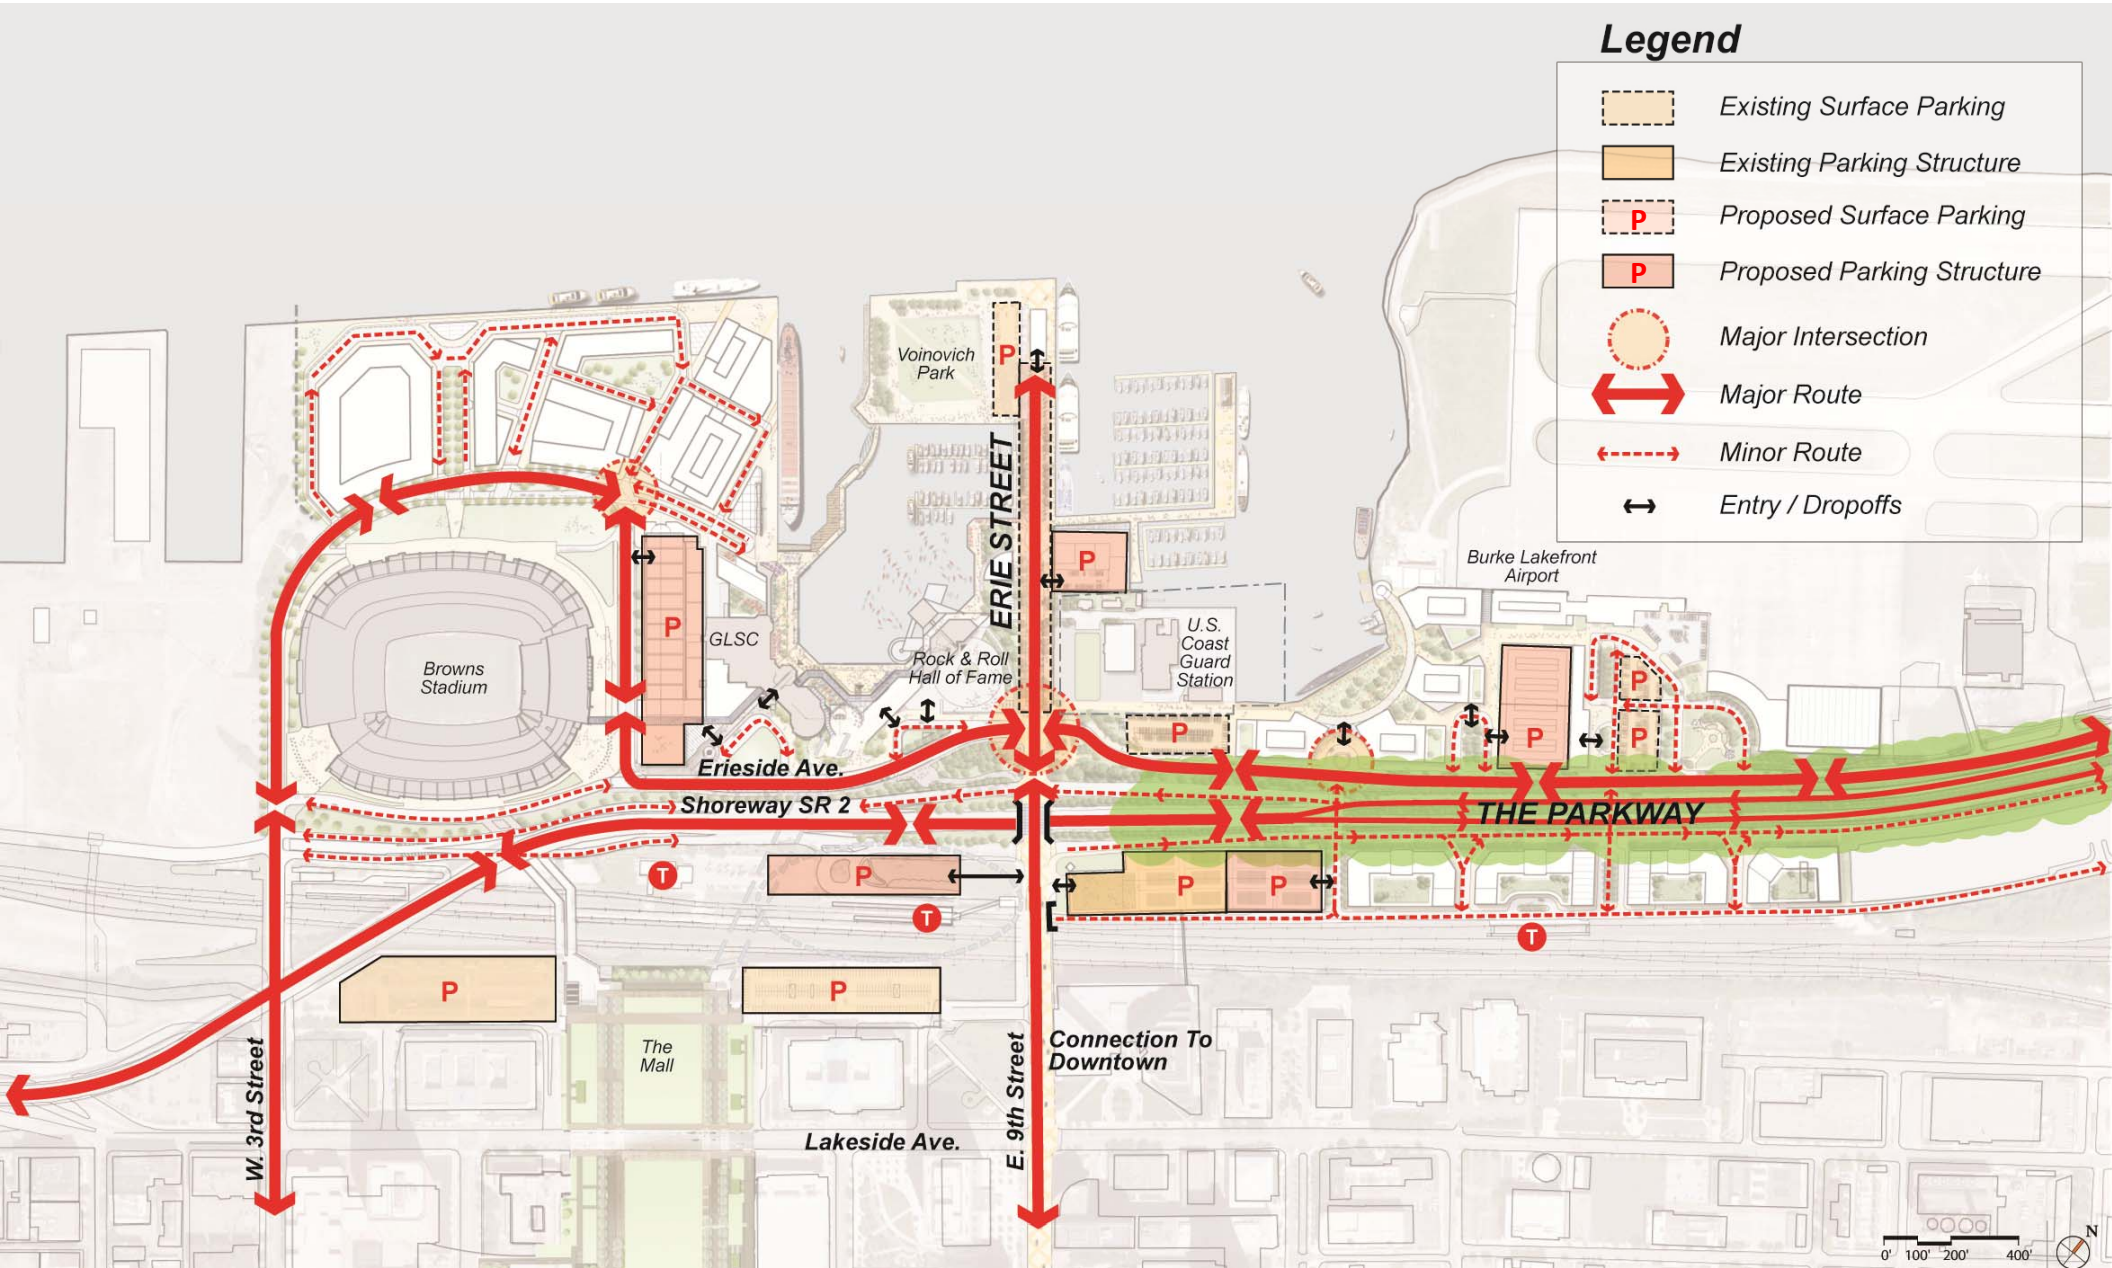 Legend
Existing Surface Parking
Existing Parking Structure
P
Proposed Surface Parking
P
Proposed Parking Structure
Major Intersection
Major Route
Minor Route
Entry / Dropoffs
Voinovich
Park
P
ERIE STREET
P
Burke Lakefront
Airport
P
GLSC
Browns
Stadium
Rock & Roll
Hall of Fame
U.S.
Coast
Guard
Station
P
P
P
P
Erieside Ave.
Shoreway SR 2
THE PARKWAY
T
P
P
P
T
T
P
P
The
Mall
Connection To
Downtown
W. 3rd Street
E. 9th Street
Lakeside Ave.
N
0' 100' 200' 400'